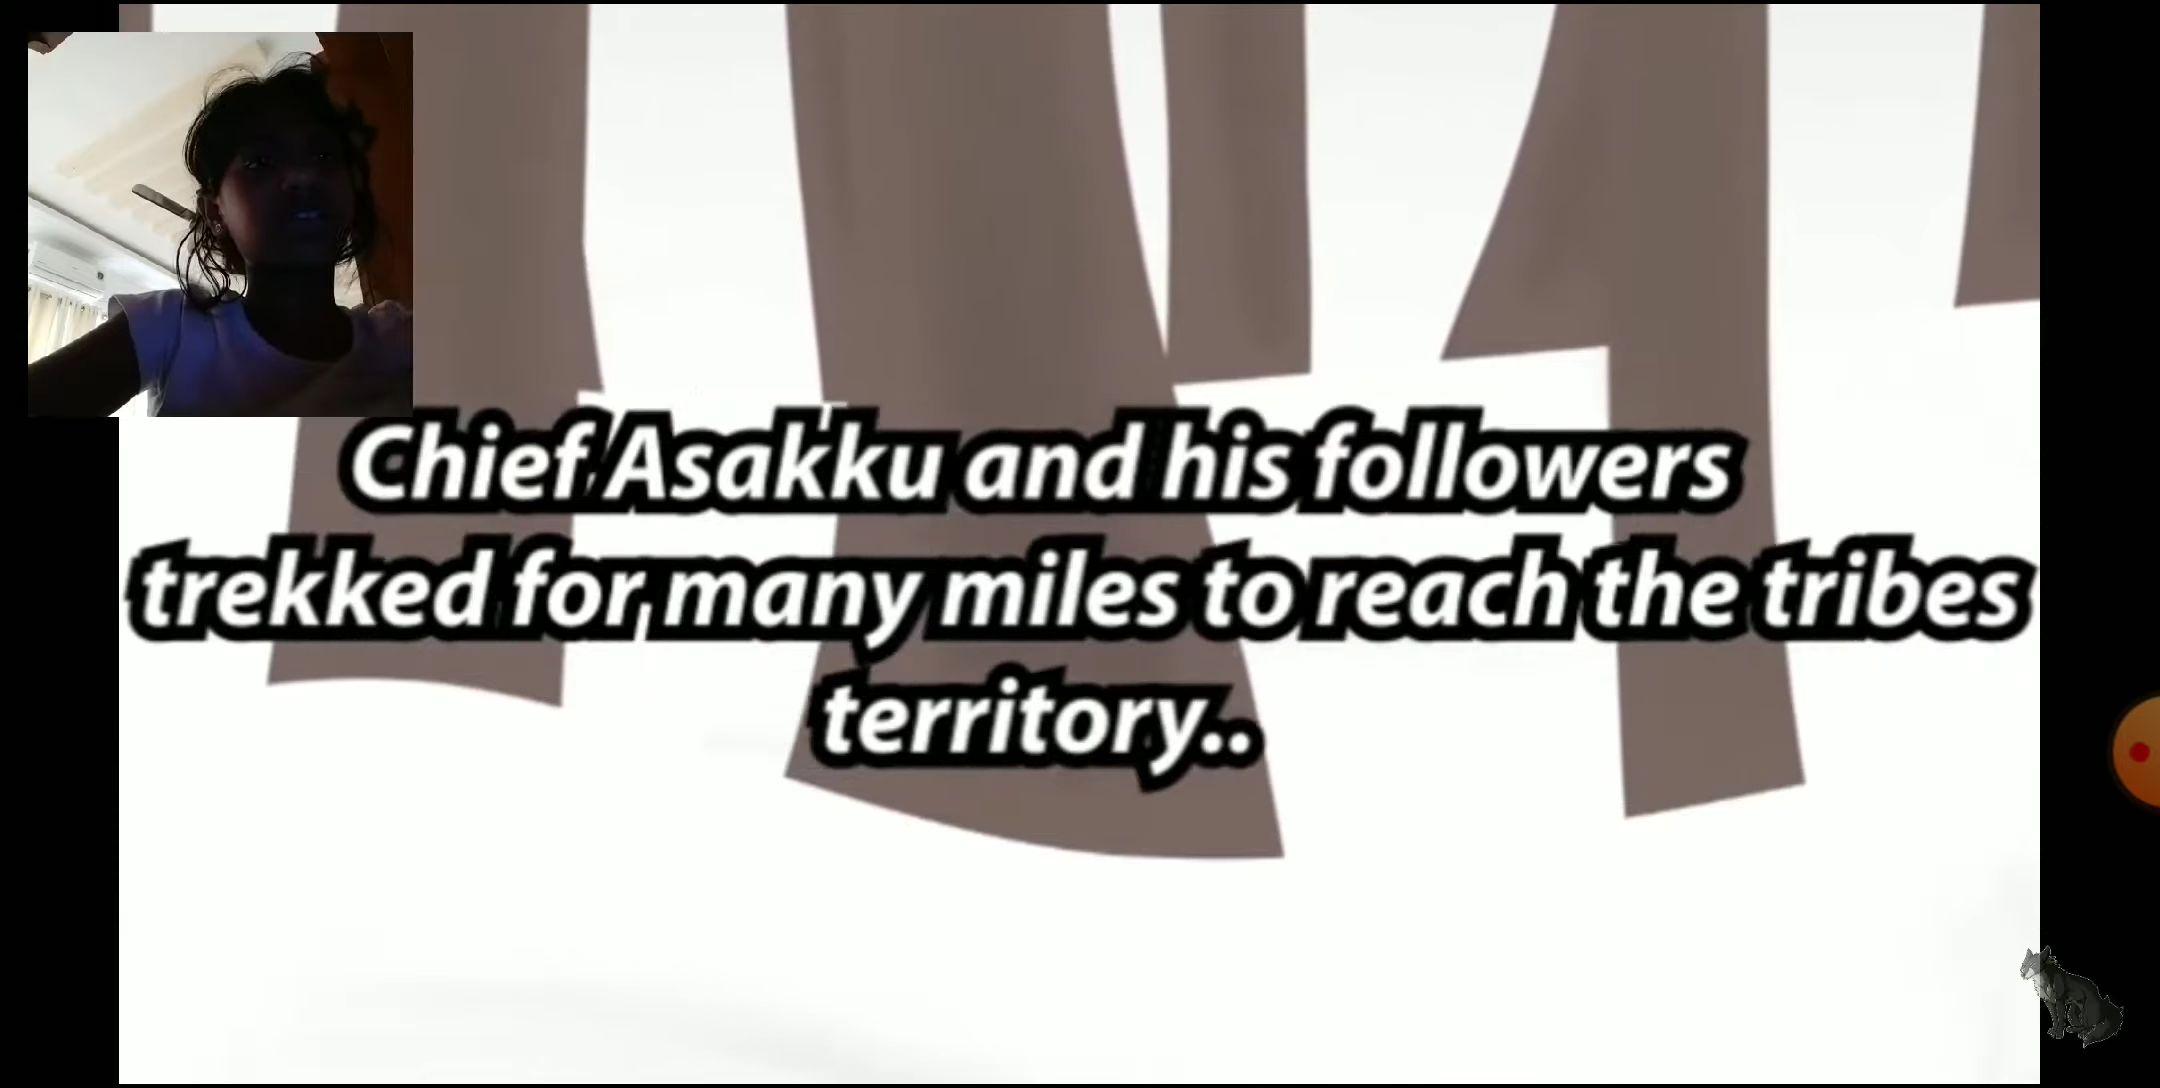 Chief Asakku and his followers
trekked for many miles to reach the tribes
territory..